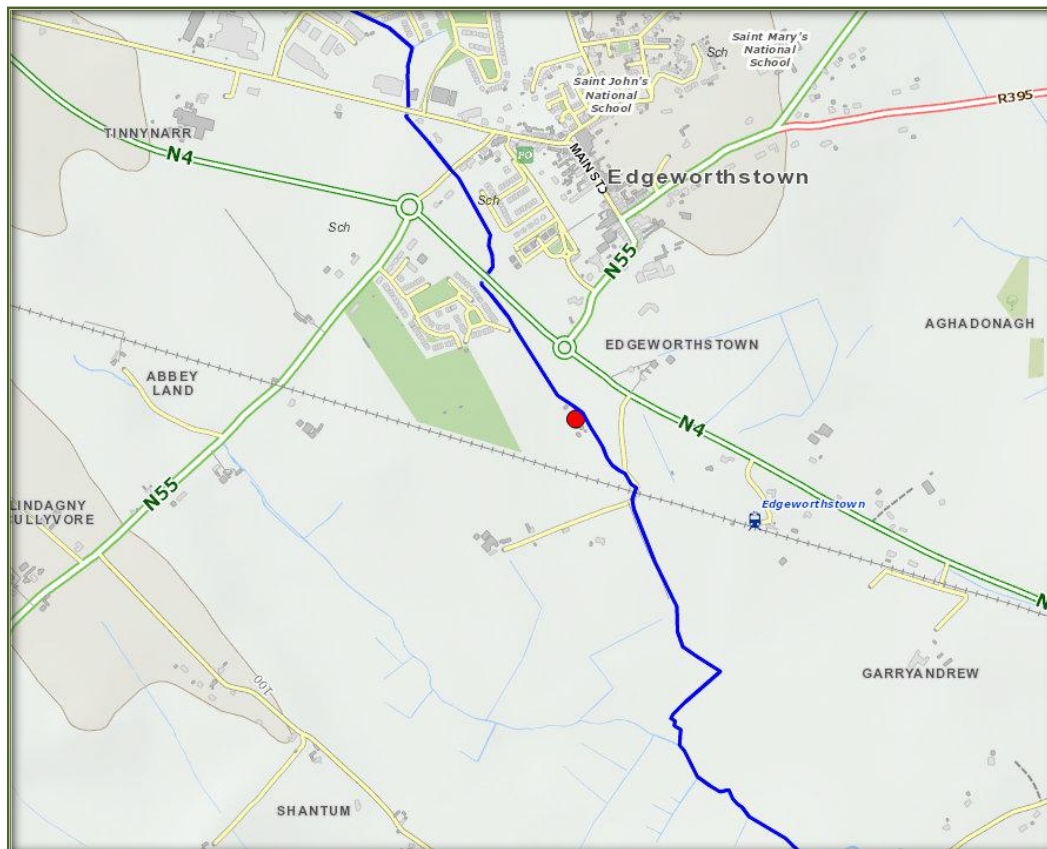 Saint Mary's
National
School
Sch
Saint John's
National
School
R395
TINNYNARR
N4
PO
MAIN ST
Edgeworthstown
Sch
Sch
N55
EDGEWORTHSTOWN
AGHADONAGH
ABBEY
LAND
N4
N55
LINDAGNY
CULLYVORE
Edgeworthstown
N
GARRYANDREW
100
SHANTUM